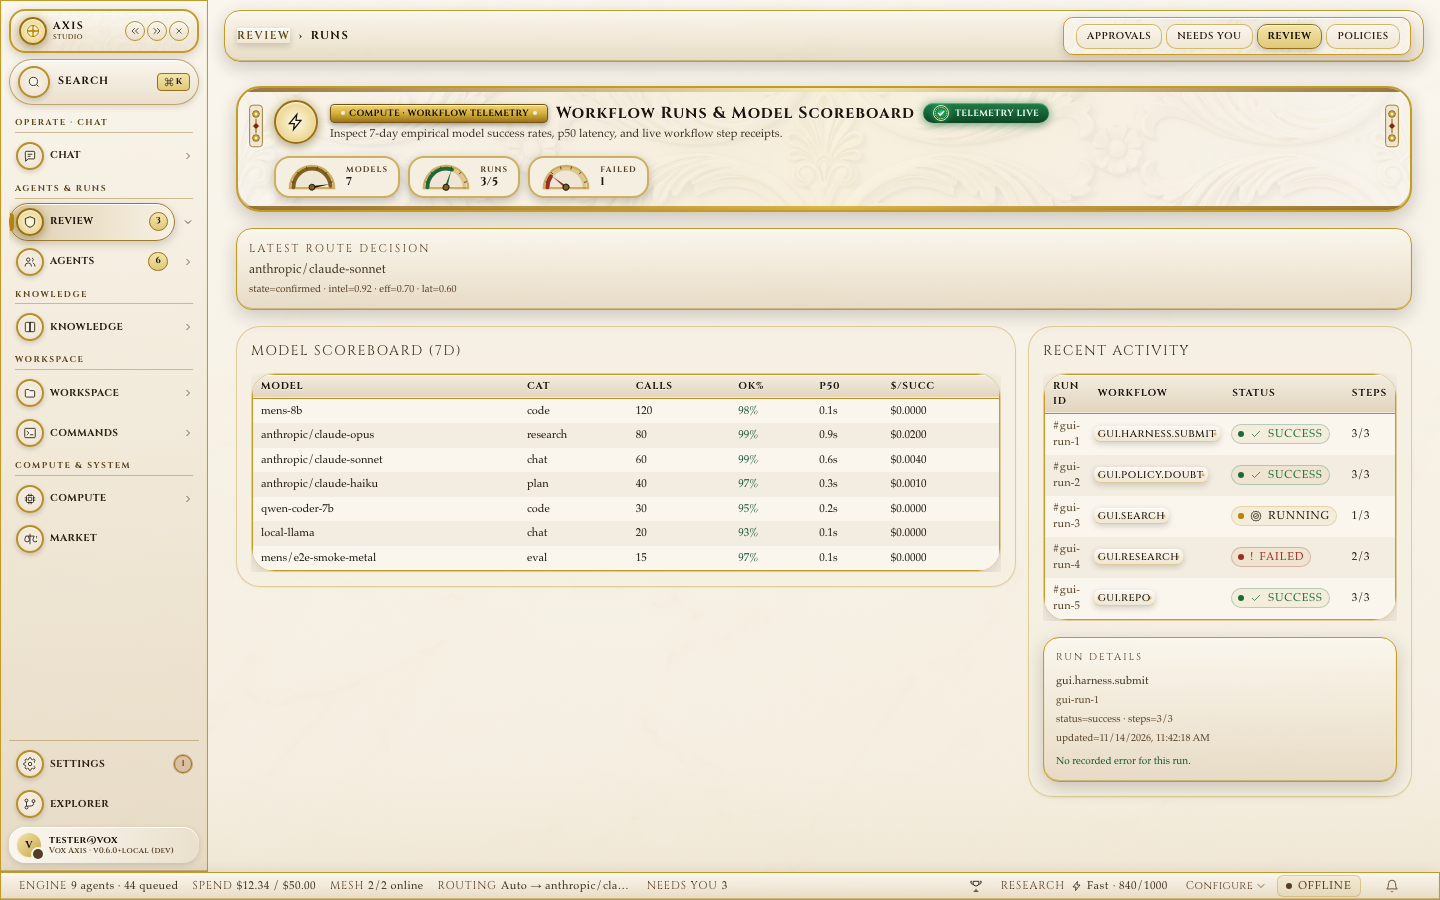 AXIS
STUDIO
SEARCH
⌘ K
OPERATE · CHAT
CHAT
AGENTS & RUNS
REVIEW 3
AGENTS 6
KNOWLEDGE
KNOWLEDGE
WORKSPACE
WORKSPACE
COMMANDS
COMPUTE & SYSTEM
COMPUTE
MARKET
SETTINGS 1
EXPLORER
V
TESTER@VOX
VOX AXIS · V0.6.0+LOCAL (DEV)
REVIEW › RUNS
APPROVALS NEEDS YOU REVIEW POLICIES
COMPUTE · WORKFLOW TELEMETRY WORKFLOW RUNS & MODEL SCOREBOARD TELEMETRY LIVE
Inspect 7-day empirical model success rates, p50 latency, and live workflow step receipts.
MODELS
7
RUNS
3/5
FAILED
1
LATEST ROUTE DECISION
anthropic/claude-sonnet
state=confirmed · intel=0.92 · eff=0.70 · lat=0.60
MODEL SCOREBOARD (7D)
MODEL CAT CALLS OK% P50 $/SUCC
mens-8b code 120 98% 0.1s $0.0000
anthropic/claude-opus research 80 99% 0.9s $0.0200
anthropic/claude-sonnet chat 60 99% 0.6s $0.0040
anthropic/claude-haiku plan 40 97% 0.3s $0.0010
qwen-coder-7b code 30 95% 0.2s $0.0000
local-llama chat 20 93% 0.1s $0.0000
mens/e2e-smoke-metal eval 15 97% 0.1s $0.0000
RECENT ACTIVITY
RUN ID WORKFLOW STATUS STEPS
#gui-run-1 GUI.HARNESS.SUBMIT SUCCESS 3/3
#gui-run-2 GUI.POLICY.DOUBT SUCCESS 3/3
#gui-run-3 GUI.SEARCH RUNNING 1/3
#gui-run-4 GUI.RESEARCH ! FAILED 2/3
#gui-run-5 GUI.REPO SUCCESS 3/3
RUN DETAILS
gui.harness.submit
gui-run-1
status=success · steps=3/3
updated=11/14/2026, 11:42:18 AM
No recorded error for this run.
ENGINE 9 agents · 44 queued SPEND $12.34 / $50.00 MESH 2/2 online ROUTING Auto → anthropic/cla... NEEDS YOU 3 RESEARCH Fast · 840/1000 CONFIGURE OFFLINE